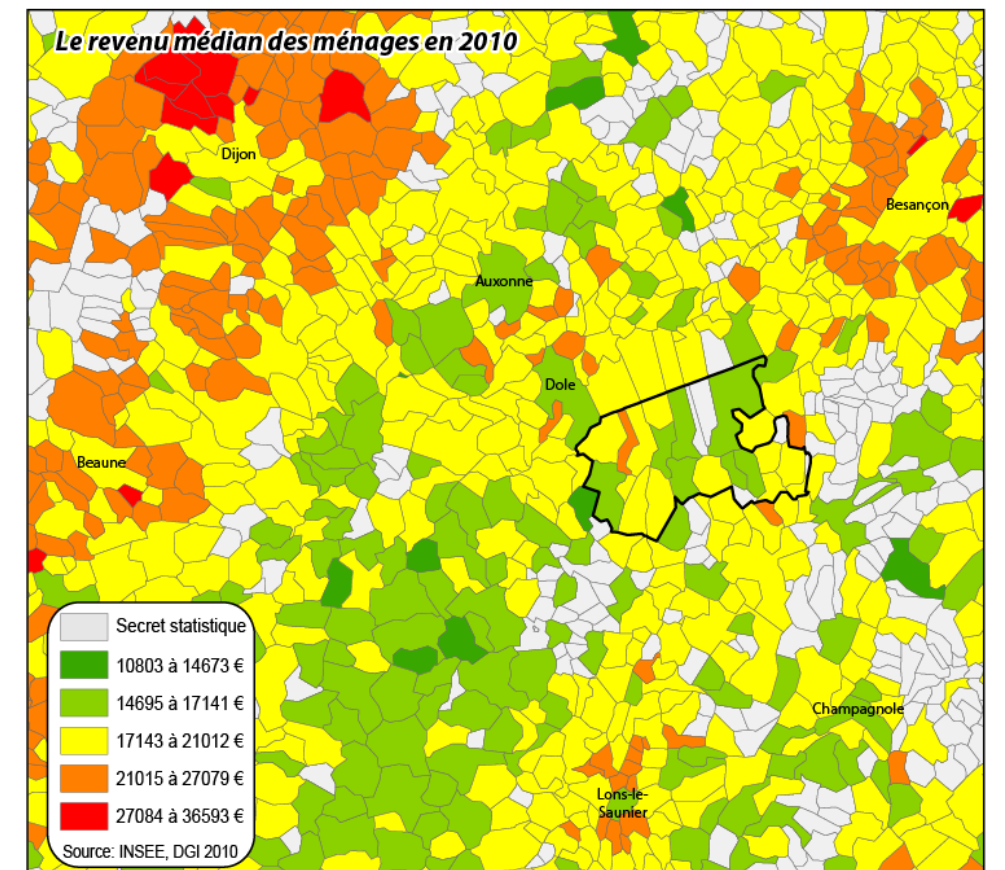 Le revenu médian des ménages en 2010
Dijon
Besançon
Auxonne
Dole
Beaune
Secret statistique
10803 à 14673 €
14695 à 17141 €
17143 à 21012 €
21015 à 27079 €
27084 à 36593 €
Source: INSEE, DGI 2010
Champagnole
Lons-le-
Saunier